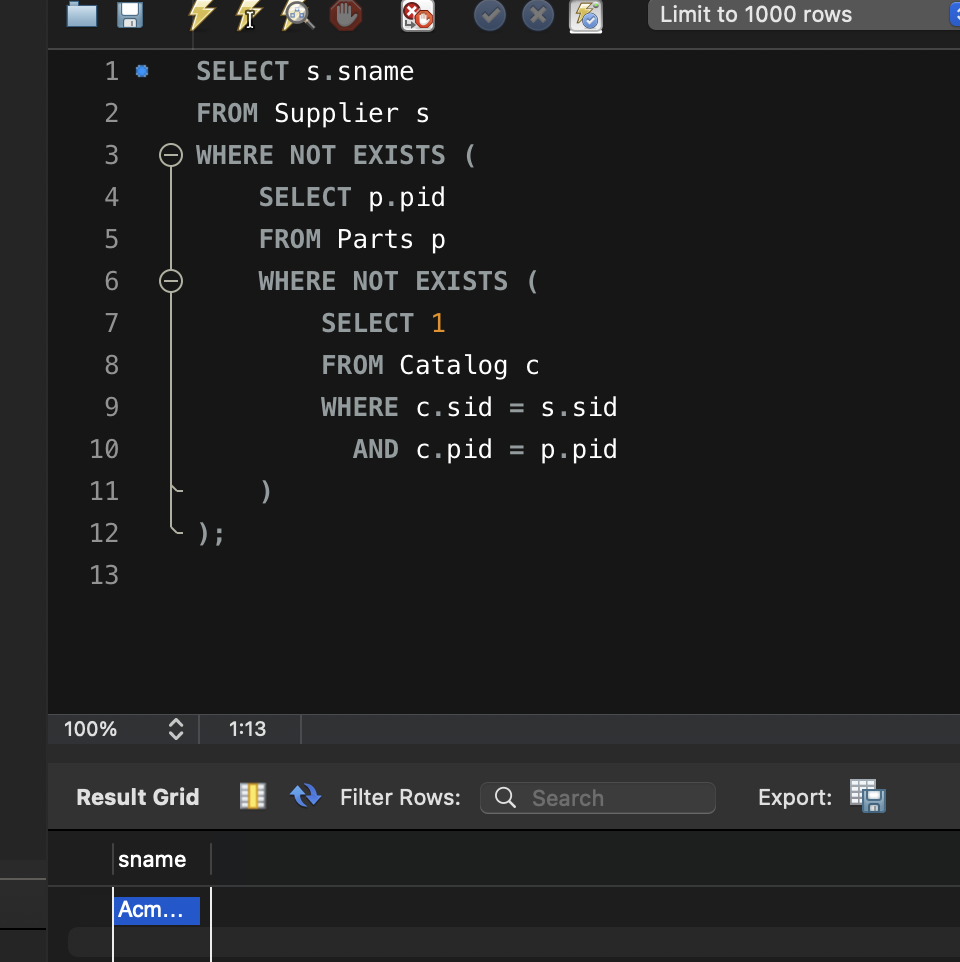 Limit to 1000 rows
1 SELECT s.sname
2 FROM Supplier s
3 WHERE NOT EXISTS (
4 SELECT p.pid
5 FROM Parts p
6 WHERE NOT EXISTS (
7 SELECT 1
8 FROM Catalog c
9 WHERE c.sid = s.sid
10 AND c.pid = p.pid
11 )
12 );
13
100% 1:13
Result Grid Filter Rows: Search Export:
sname
Acm...